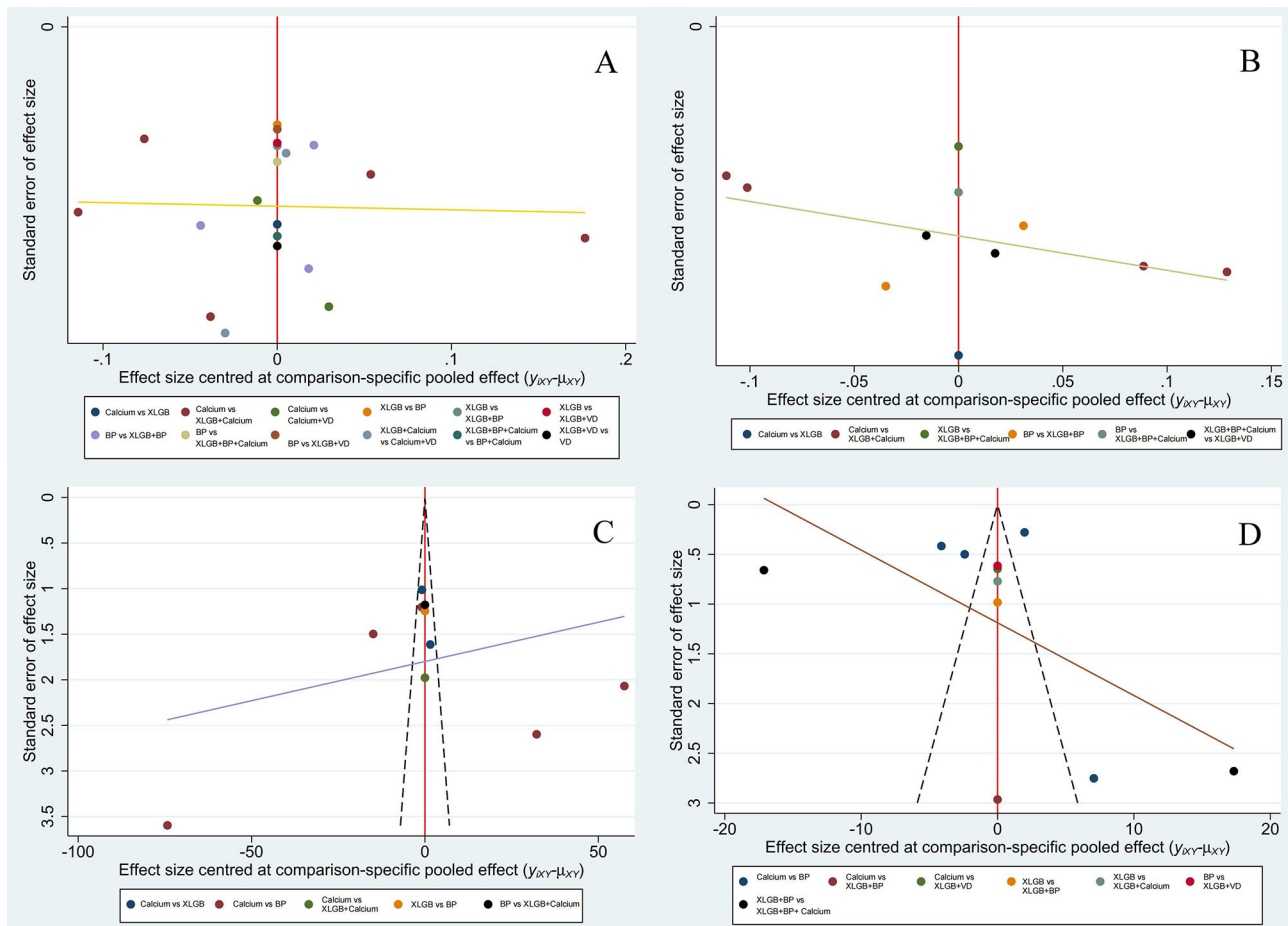 A
0
Standard error of effect size
-.1
0
.1
.2
Effect size centred at comparison-specific pooled effect (yiXY-μXY)
Calcium vs XLGB
Calcium vs
XLGB+Calcium
Calcium vs
Calcium+VD
XLGB vs BP
XLGB vs
XLGB+BP
XLGB vs
XLGB+VD
BP vs XLGB+BP
BP vs
XLGB+BP+Calcium
BP vs XLGB+VD
XLGB+Calcium
vs Calcium+VD
XLGB+BP+Calcium
vs BP+Calcium
XLGB+VD vs
VD
B
0
Standard error of effect size
-.1
-.05
0
.05
.1
.15
Effect size centred at comparison-specific pooled effect (yiXY-μXY)
Calcium vs XLGB
Calcium vs
XLGB+Calcium
XLGB vs
XLGB+BP+Calcium
BP vs XLGB+BP
BP vs
XLGB+BP+Calcium
XLGB+BP+Calcium
vs XLGB+VD
C
0
.5
1
1.5
2
2.5
3
3.5
Standard error of effect size
-100
-50
0
50
Effect size centred at comparison-specific pooled effect (yiXY-μXY)
Calcium vs XLGB
Calcium vs BP
Calcium vs
XLGB+Calcium
XLGB vs BP
BP vs XLGB+Calcium
D
0
.5
1
1.5
2
2.5
3
Standard error of effect size
-20
-10
0
10
20
Effect size centred at comparison-specific pooled effect (yiXY-μXY)
Calcium vs BP
Calcium vs
XLGB+BP
Calcium vs
XLGB+VD
XLGB vs
XLGB+BP
XLGB vs
XLGB+Calcium
BP vs
XLGB+VD
XLGB+BP vs
XLGB+BP+ Calcium